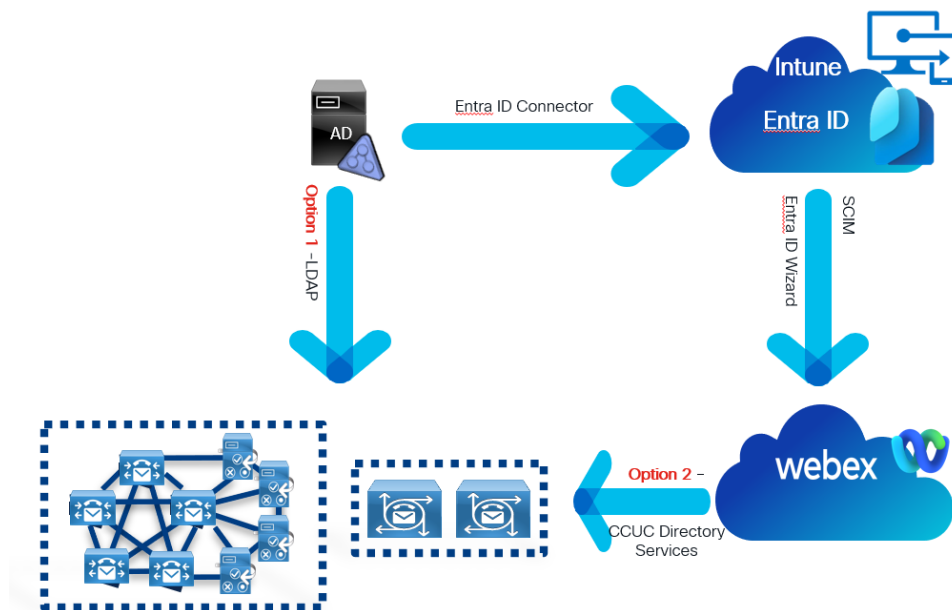 Intune
Entra ID Connector
AD
Entra ID
Option 1 -LDAP
SCIM
Entra ID Wizard
webex
Option 2 -
CCUC Directory
Services